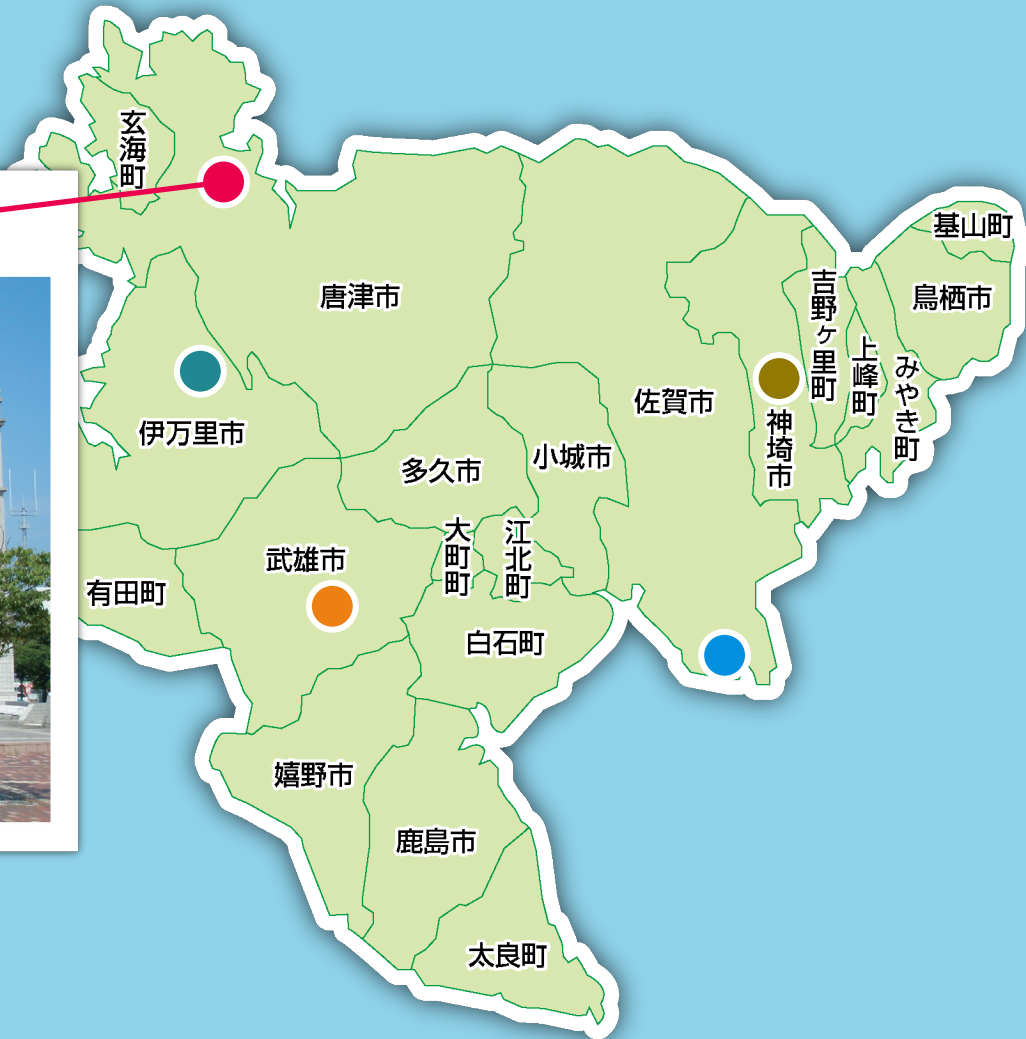 玄海町
唐津市
基山町
鳥栖市
吉野ヶ里町
上峰町
みやき町
佐賀市
神埼市
伊万里市
多久市
小城市
大町町
江北町
武雄市
有田町
白石町
嬉野市
鹿島市
太良町